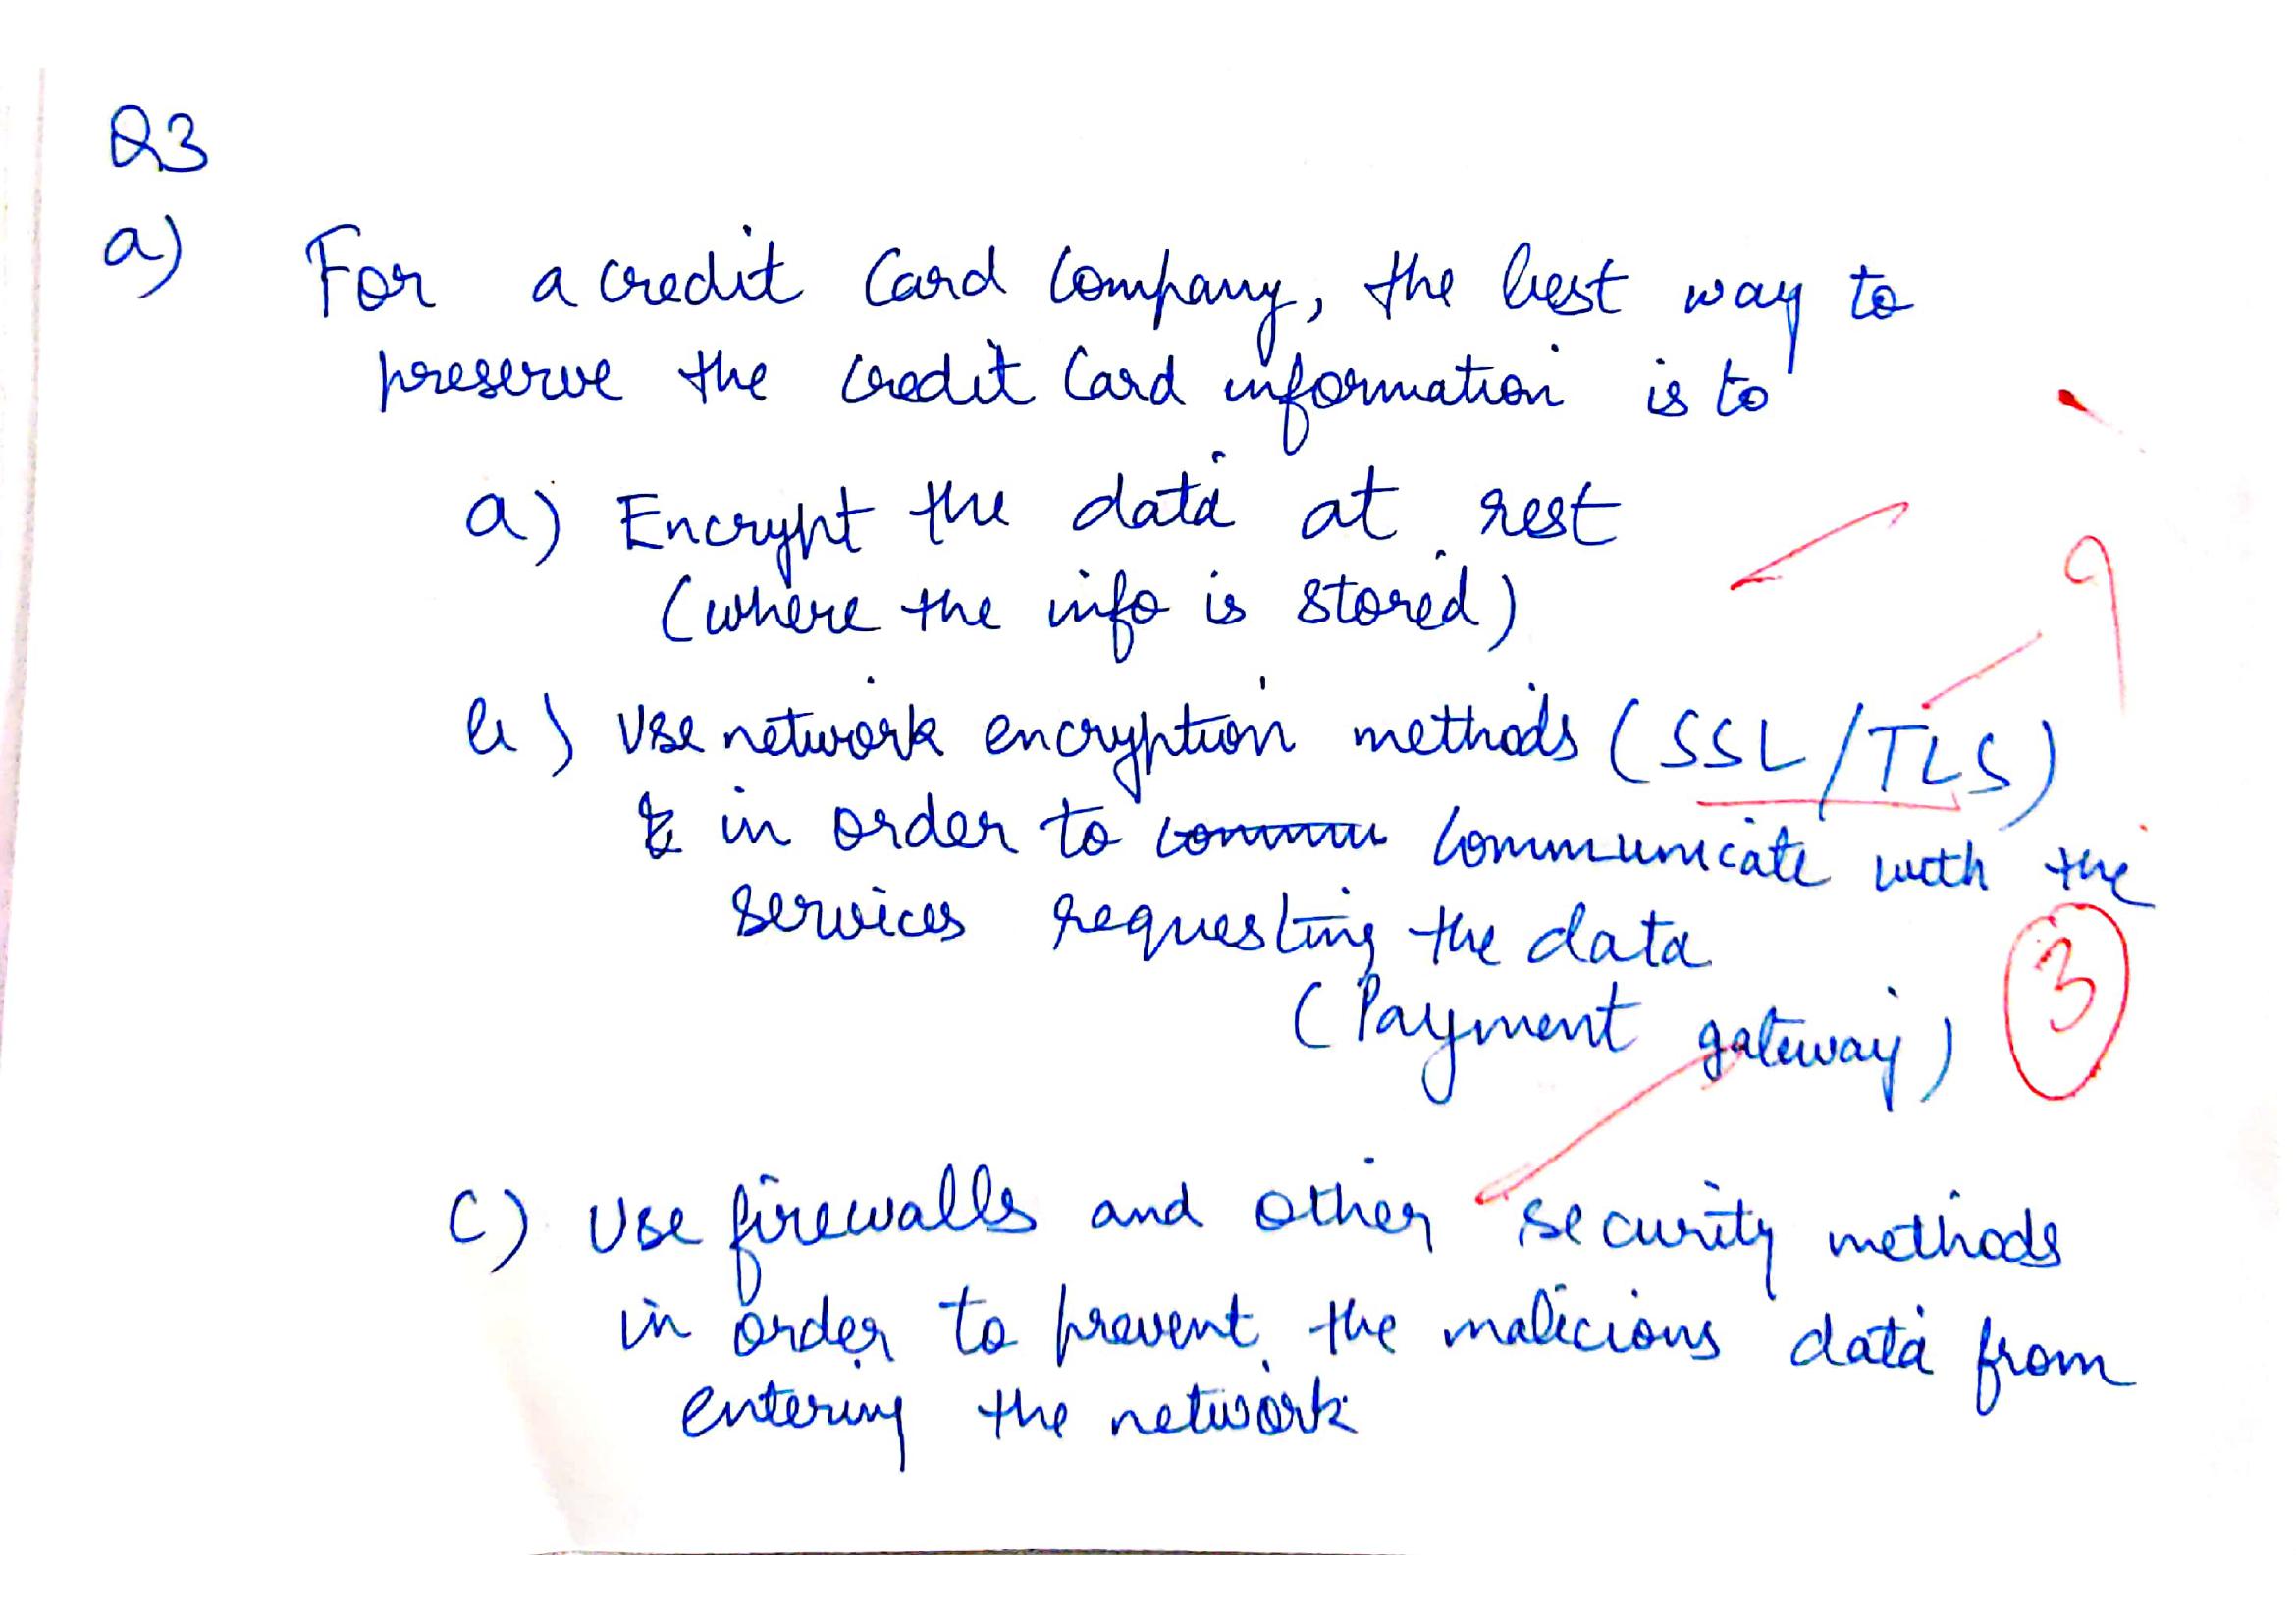 Q3
a) For a credit Card Company, the best way to
preserve the credit Card information is to
a) Encrypt the data at rest
(where the info is stored)
b) Use network encryption methods (SSL/TLS)
& in order to commu communicate with the
services requesting the data
(Payment gateway)
3
c) Use firewalls and other security methods
in order to prevent the malicious data from
entering the network